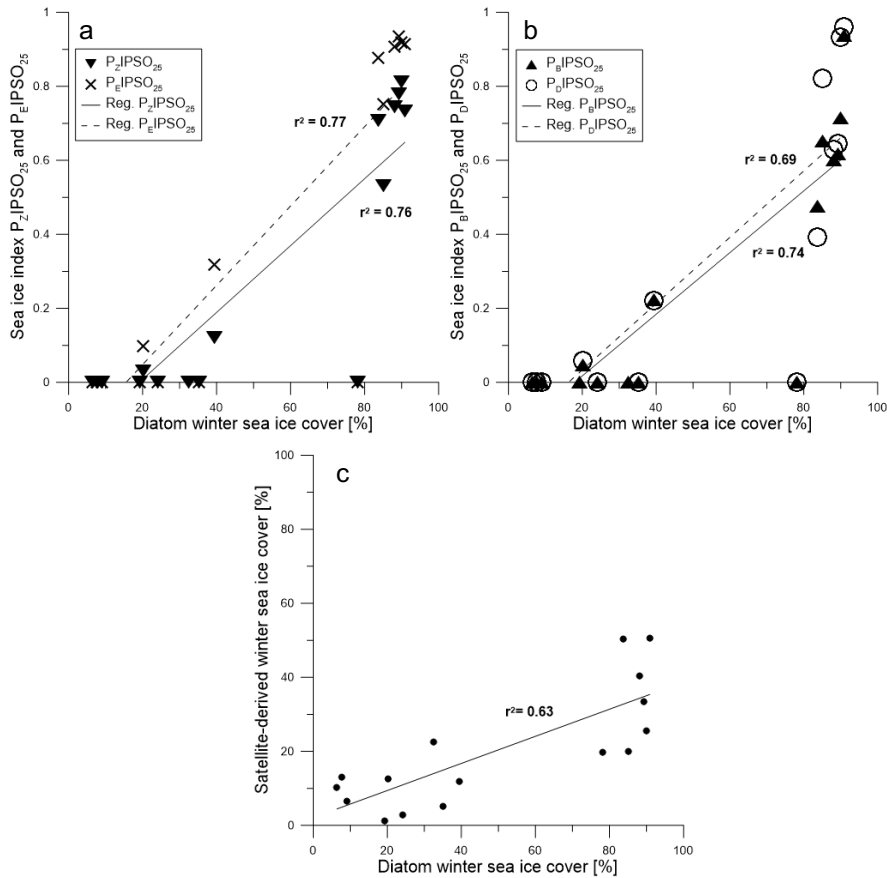 a
Sea ice index P_ZIPSO_25 and P_EIPSO_25
1
0.8
0.6
0.4
0.2
0
P_ZIPSO_25
P_EIPSO_25
Reg. P_ZIPSO_25
Reg. P_EIPSO_25
r² = 0.77
r² = 0.76
0 20 40 60 80 100
Diatom winter sea ice cover [%]
b
Sea ice index P_BIPSO_25 and P_DIPSO_25
1
0.8
0.6
0.4
0.2
0
P_BIPSO_25
P_DIPSO_25
Reg. P_BIPSO_25
Reg. P_DIPSO_25
r² = 0.69
r² = 0.74
0 20 40 60 80 100
Diatom winter sea ice cover [%]
c
Satellite-derived winter sea ice cover [%]
100
80
60
40
20
0
r²= 0.63
0 20 40 60 80 100
Diatom winter sea ice cover [%]